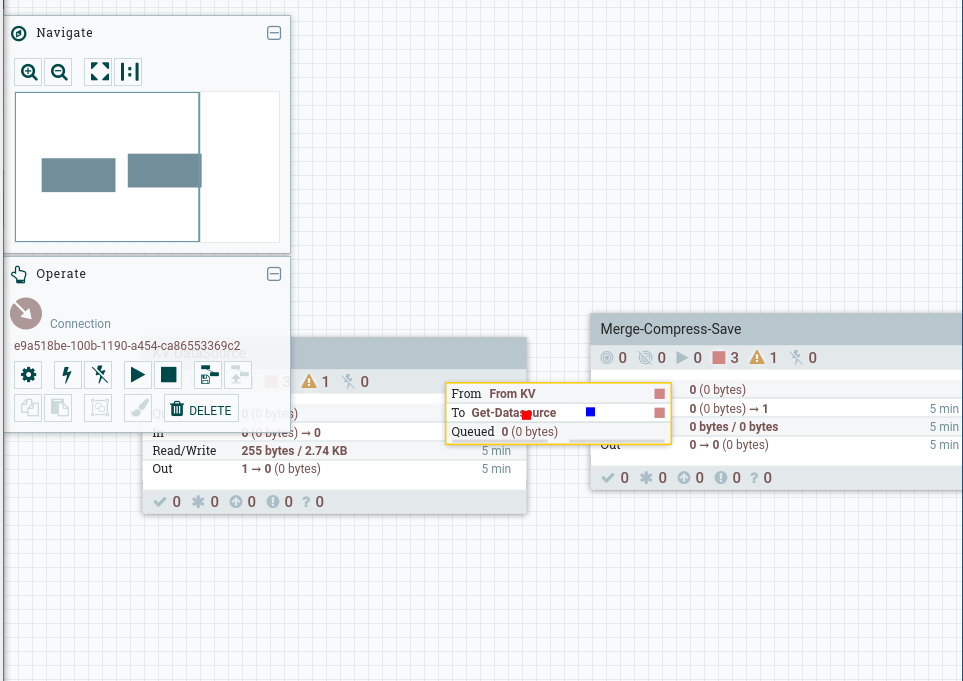 Navigate
Operate
Connection
e9a518be-100b-1190-a454-ca86553369c2
DELETE
KV DataSource
3 1 0
0 (0 bytes)
In 0 (0 bytes) → 0
Read/Write 255 bytes / 2.74 KB 5 min
Out 1 → 0 (0 bytes) 5 min
0 0 0 0 ? 0
From From KV
To Get-Datasource
Queued 0 (0 bytes)
Merge-Compress-Save
0 0 0 3 1 0
0 (0 bytes)
0 (0 bytes) → 1 5 min
0 bytes / 0 bytes 5 min
Out 0 → 0 (0 bytes) 5 min
0 0 0 0 ? 0